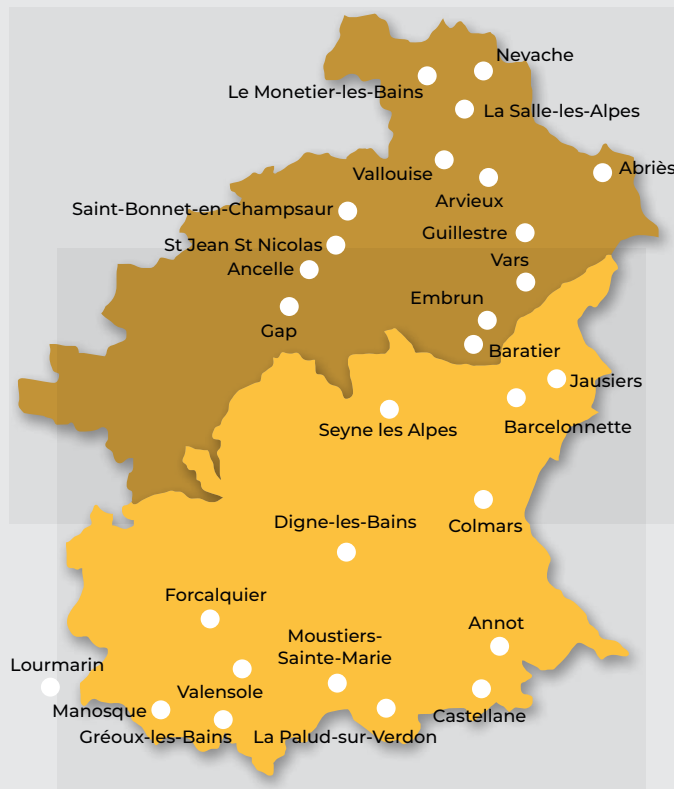 Nevache
Le Monetier-les-Bains
La Salle-les-Alpes
Vallouise
Abriès
Arvieux
Saint-Bonnet-en-Champsaur
Guillestre
St Jean St Nicolas
Vars
Ancelle
Embrun
Gap
Baratier
Jausiers
Barcelonnette
Seyne les Alpes
Digne-les-Bains
Colmars
Forcalquier
Annot
Moustiers-
Sainte-Marie
Lourmarin
Valensole
Manosque
Castellane
Gréoux-les-Bains
La Palud-sur-Verdon